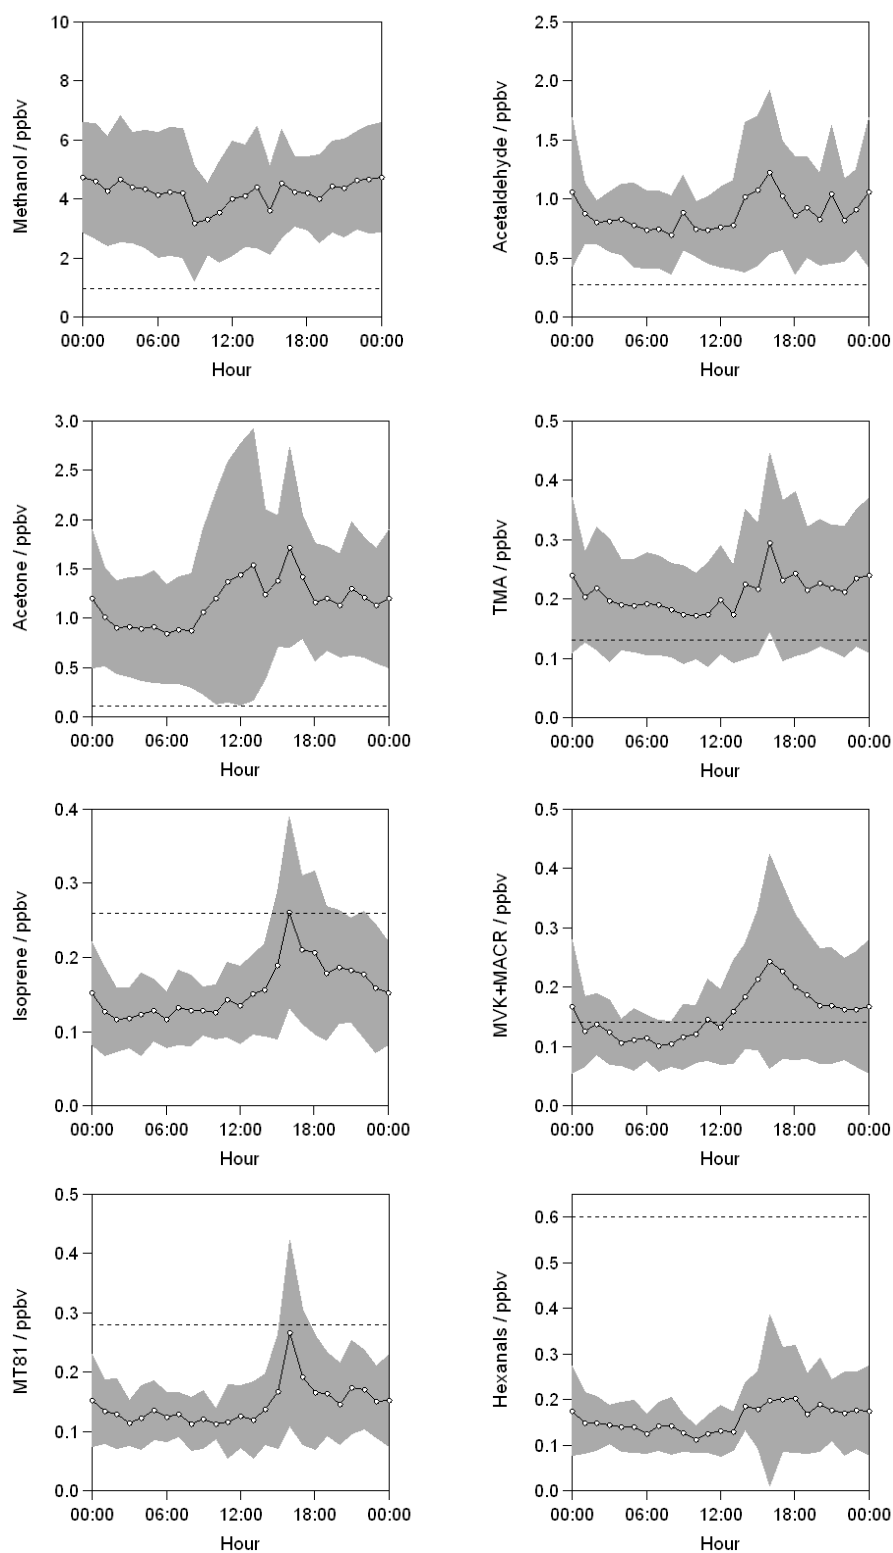 Methanol / ppbv
10
8
6
4
2
0
00:00 06:00 12:00 18:00 00:00
Hour
Acetaldehyde / ppbv
2.5
2.0
1.5
1.0
0.5
0.0
00:00 06:00 12:00 18:00 00:00
Hour
Acetone / ppbv
3.0
2.5
2.0
1.5
1.0
0.5
0.0
00:00 06:00 12:00 18:00 00:00
Hour
TMA / ppbv
0.5
0.4
0.3
0.2
0.1
0.0
00:00 06:00 12:00 18:00 00:00
Hour
Isoprene / ppbv
0.4
0.3
0.2
0.1
0.0
00:00 06:00 12:00 18:00 00:00
Hour
MVK+MACR / ppbv
0.5
0.4
0.3
0.2
0.1
0.0
00:00 06:00 12:00 18:00 00:00
Hour
MT81 / ppbv
0.5
0.4
0.3
0.2
0.1
0.0
00:00 06:00 12:00 18:00 00:00
Hour
Hexanals / ppbv
0.6
0.5
0.4
0.3
0.2
0.1
0.0
00:00 06:00 12:00 18:00 00:00
Hour